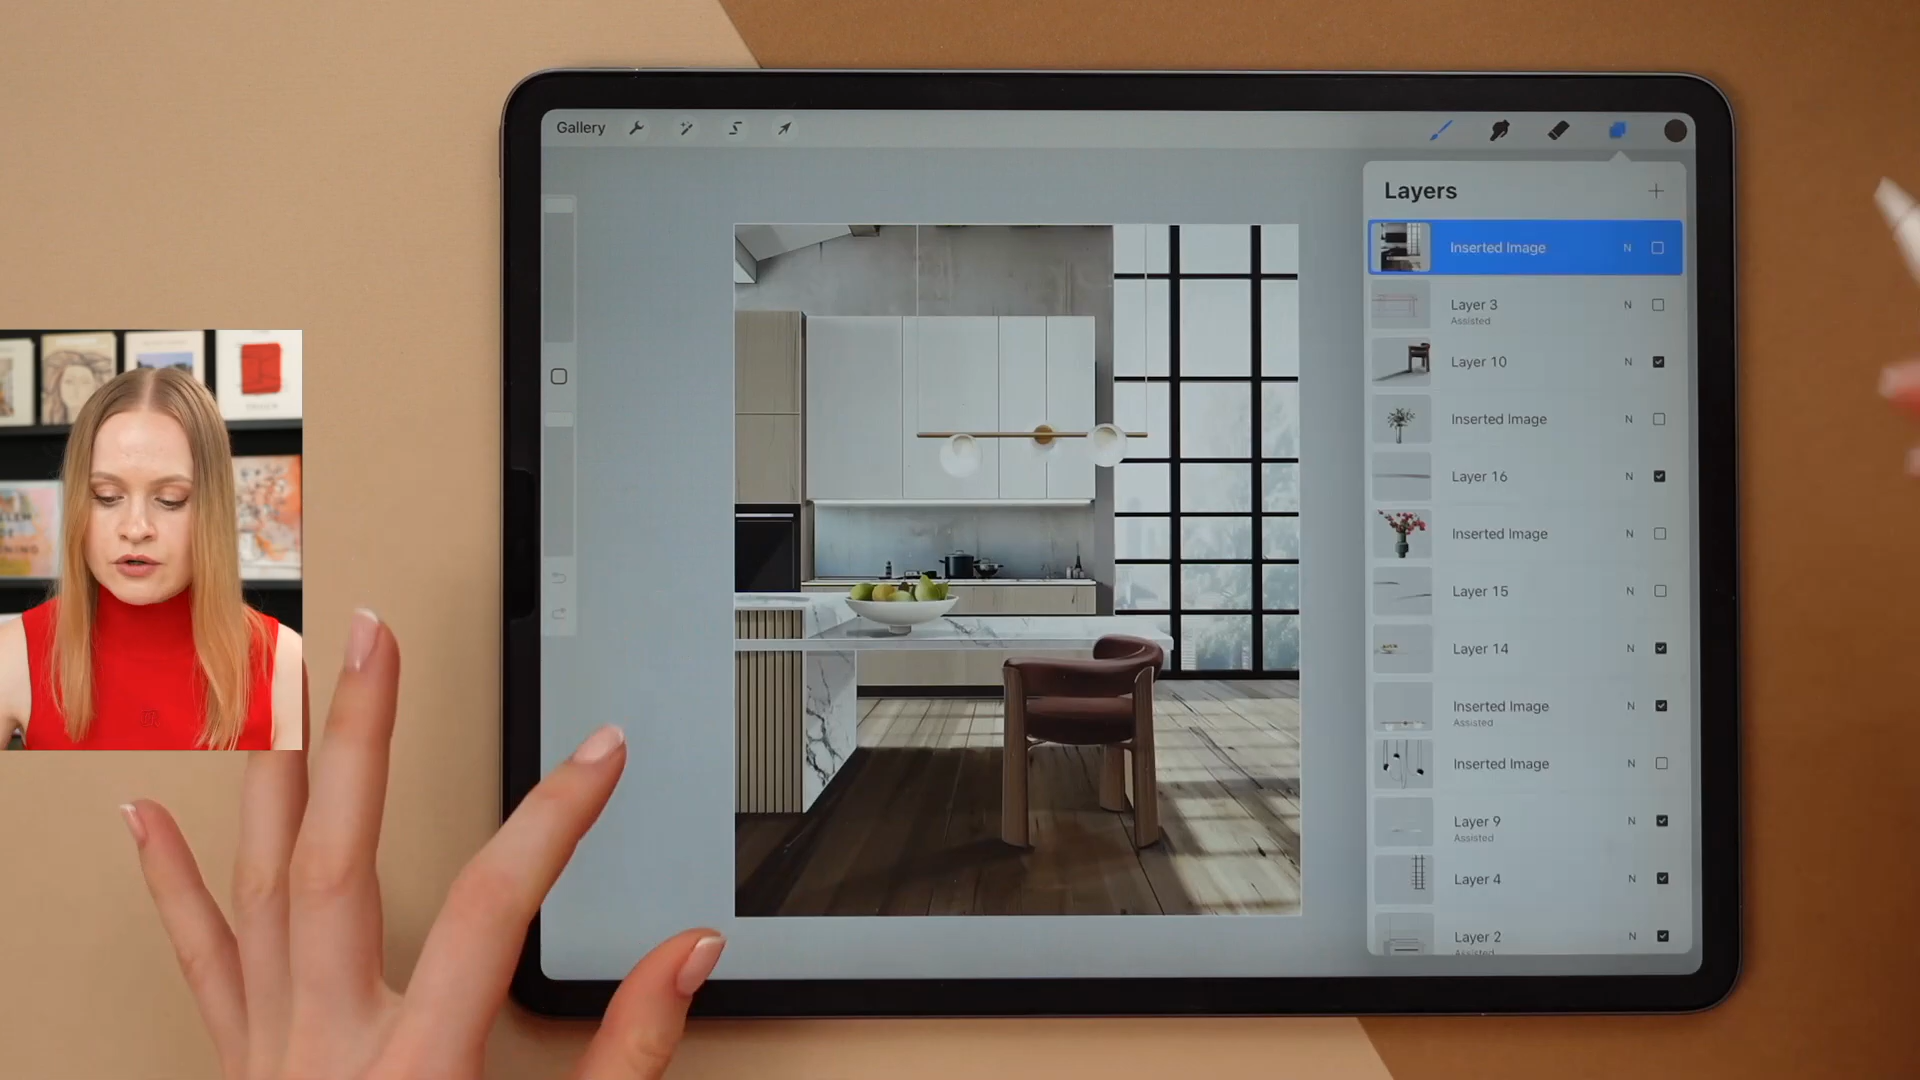 Gallery
Layers
Inserted Image N
Layer 3 N
Assisted
Layer 10 N
Inserted Image N
Layer 16 N
Inserted Image N
Layer 15 N
Layer 14 N
Inserted Image N
Assisted
Inserted Image N
Layer 9 N
Assisted
Layer 4 N
Layer 2 N
Assisted